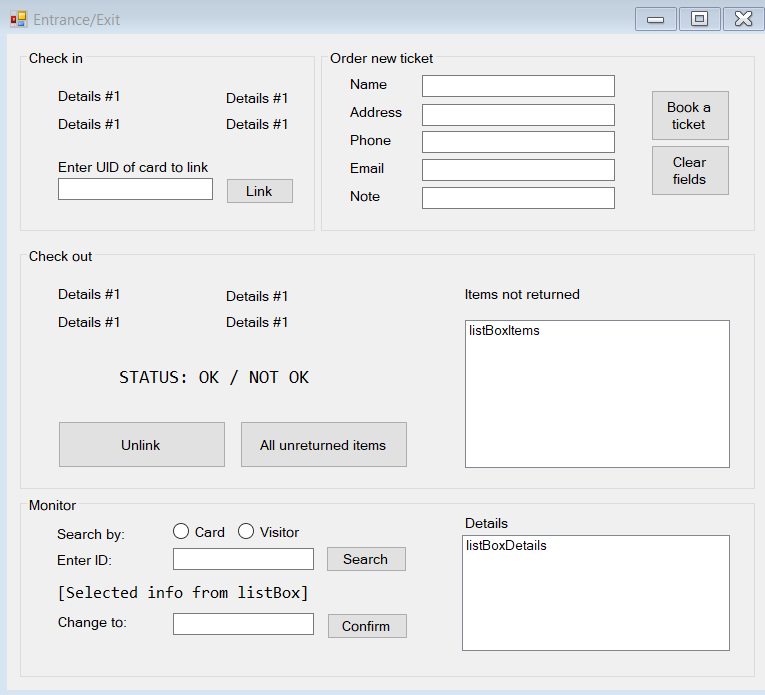 Entrance/Exit
Check in
Details #1
Details #1
Details #1
Details #1
Enter UID of card to link
Link
Order new ticket
Name
Address
Phone
Email
Note
Book a
ticket
Clear
fields
Check out
Details #1
Details #1
Details #1
Details #1
STATUS: OK / NOT OK
Unlink
All unreturned items
Items not returned
listBoxItems
Monitor
Search by:
Card
Visitor
Enter ID:
Search
[Selected info from listBox]
Change to:
Confirm
Details
listBoxDetails